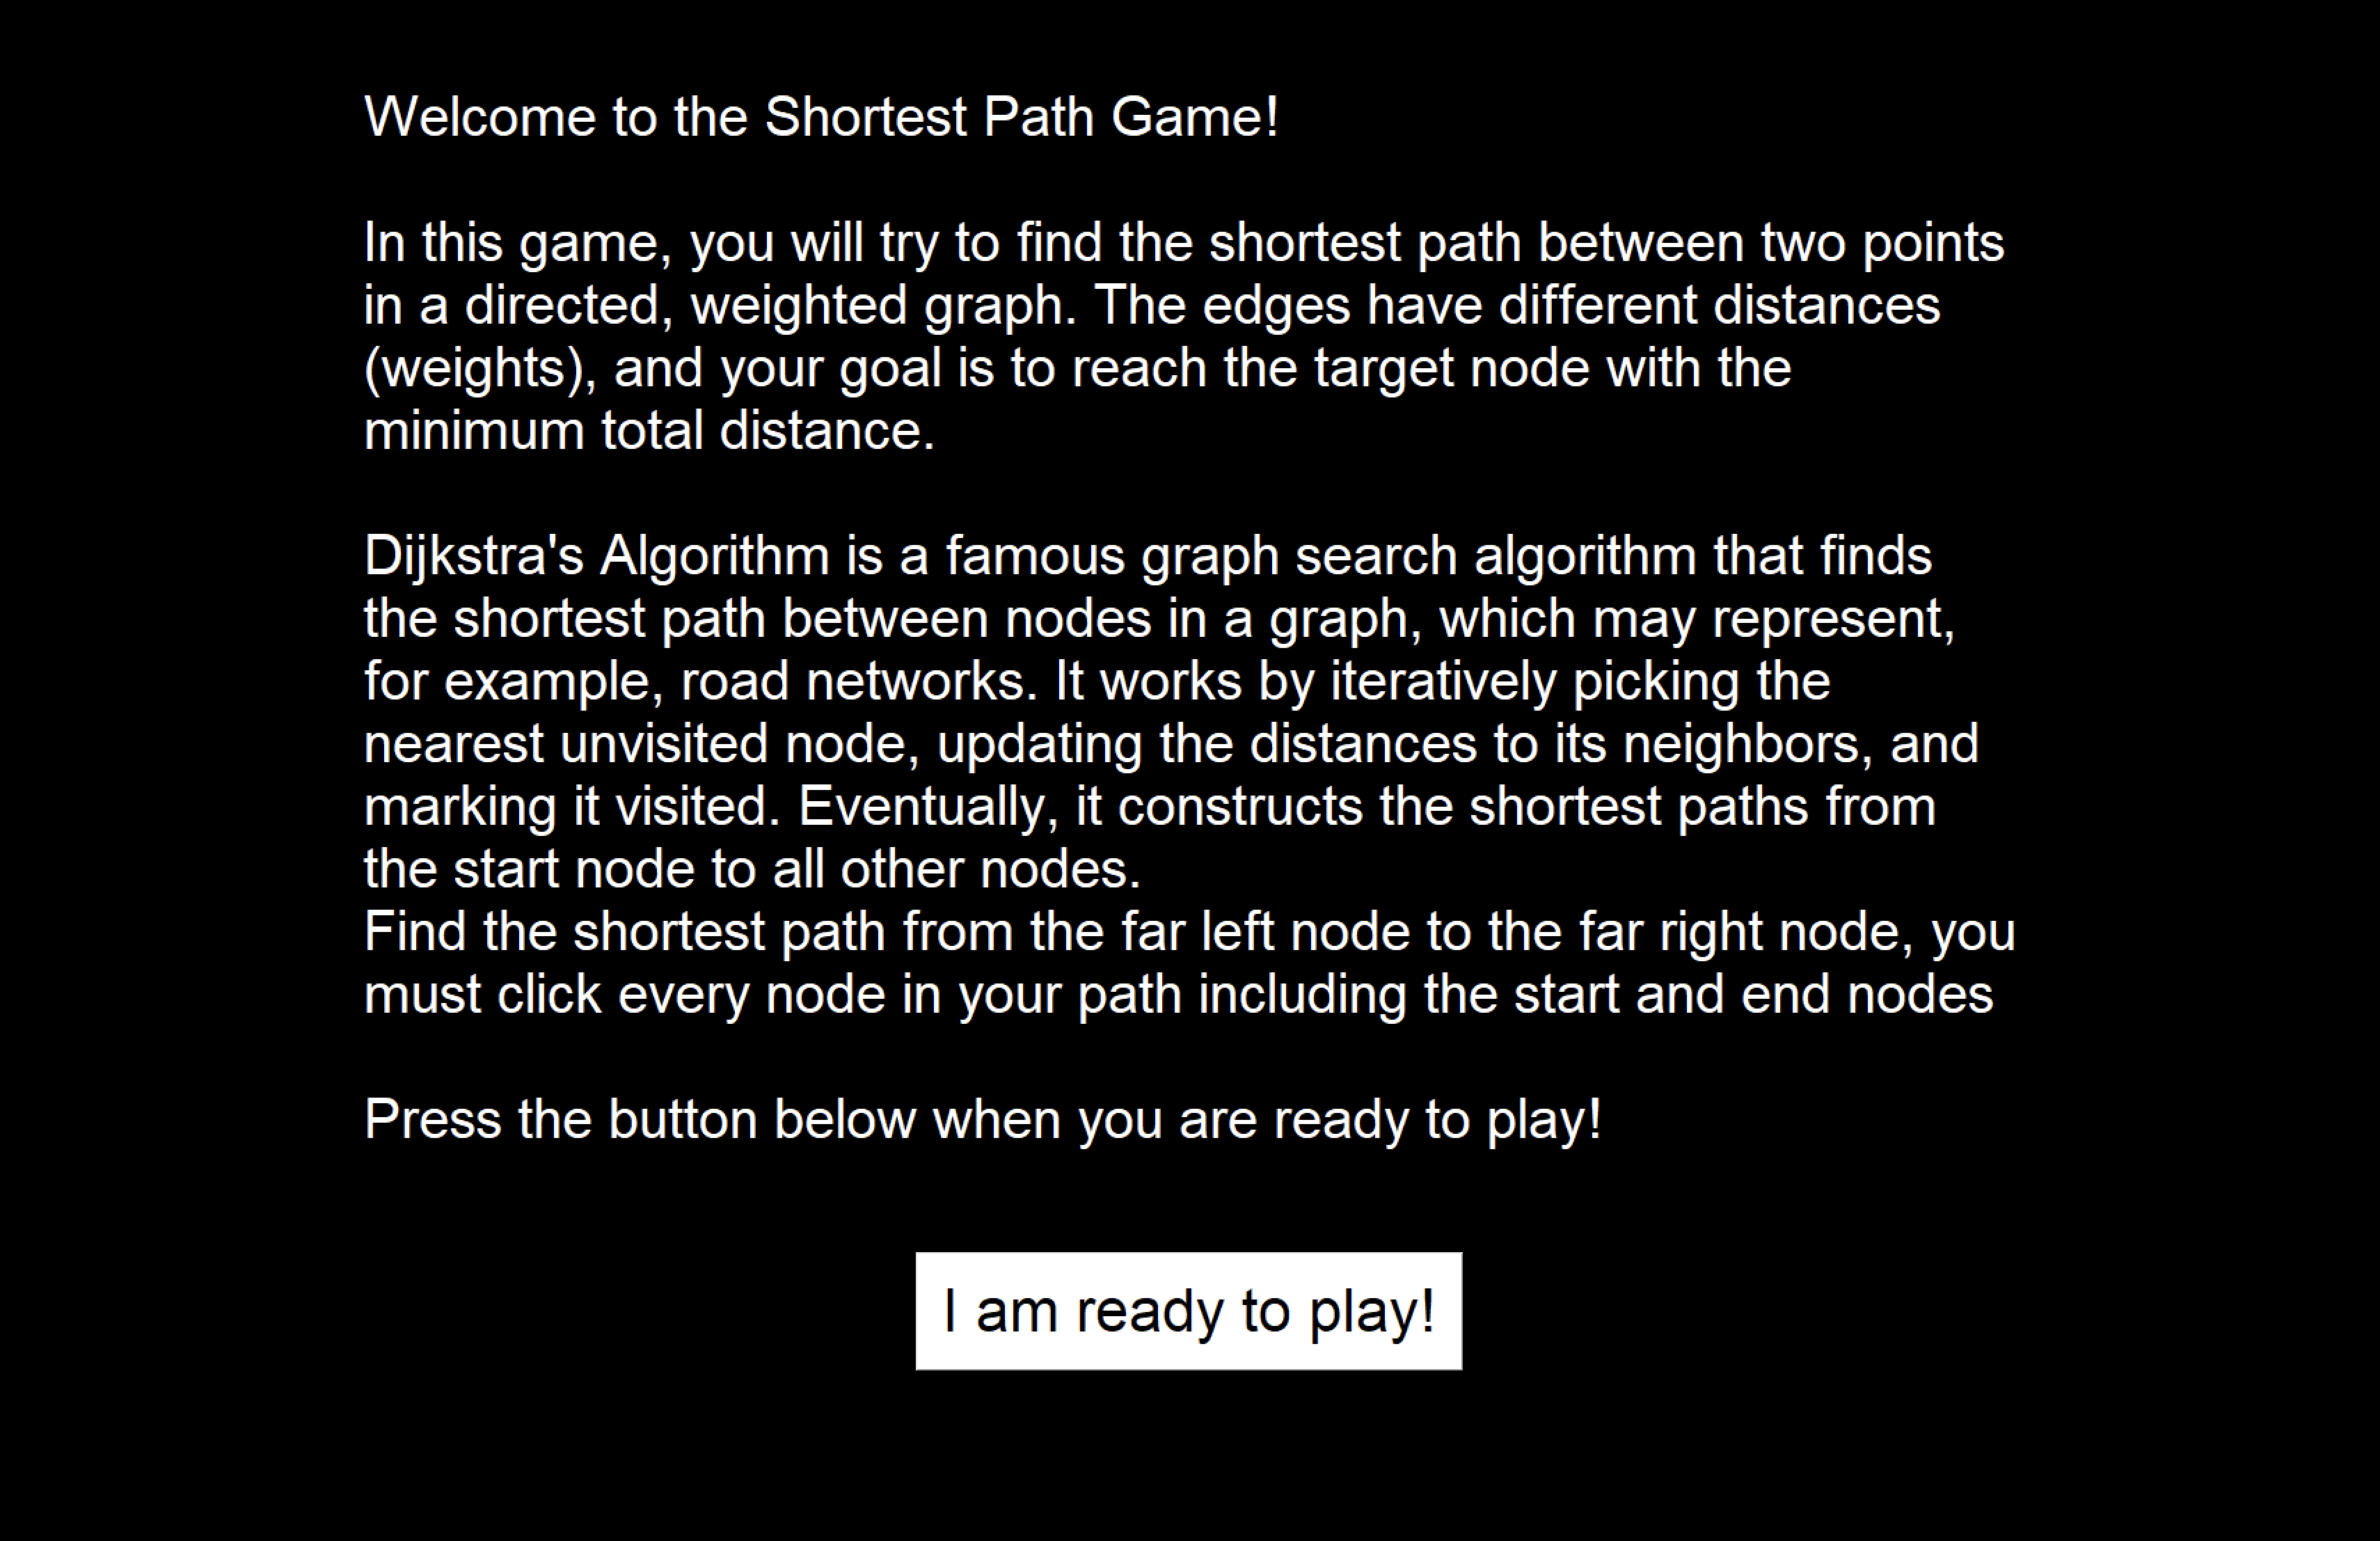 Welcome to the Shortest Path Game!
In this game, you will try to find the shortest path between two points
in a directed, weighted graph. The edges have different distances
(weights), and your goal is to reach the target node with the
minimum total distance.
Dijkstra's Algorithm is a famous graph search algorithm that finds
the shortest path between nodes in a graph, which may represent,
for example, road networks. It works by iteratively picking the
nearest unvisited node, updating the distances to its neighbors, and
marking it visited. Eventually, it constructs the shortest paths from
the start node to all other nodes.
Find the shortest path from the far left node to the far right node, you
must click every node in your path including the start and end nodes
Press the button below when you are ready to play!
I am ready to play!